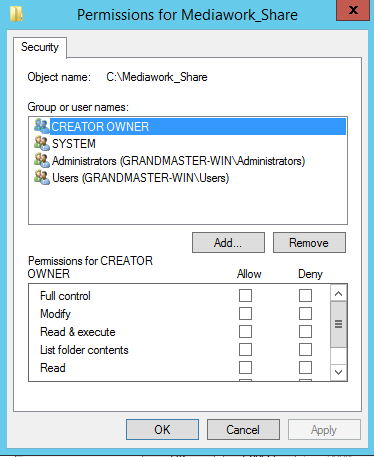 Permissions for Mediawork_Share
Security
Object name: C:\Mediawork_Share
Group or user names:
CREATOR OWNER
SYSTEM
Administrators (GRANDMASTER-WIN\Administrators)
Users (GRANDMASTER-WIN\Users)
Add... Remove
Permissions for CREATOR
OWNER Allow Deny
Full control
Modify
Read & execute
List folder contents
Read
OK Cancel Apply